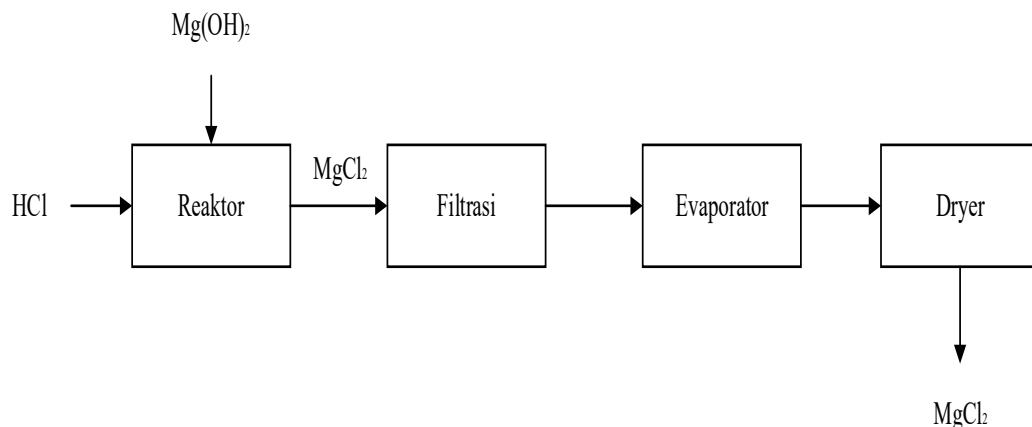 Mg(OH)₂
MgCl₂
HCl
Reaktor
Filtrasi
Evaporator
Dryer
MgCl₂